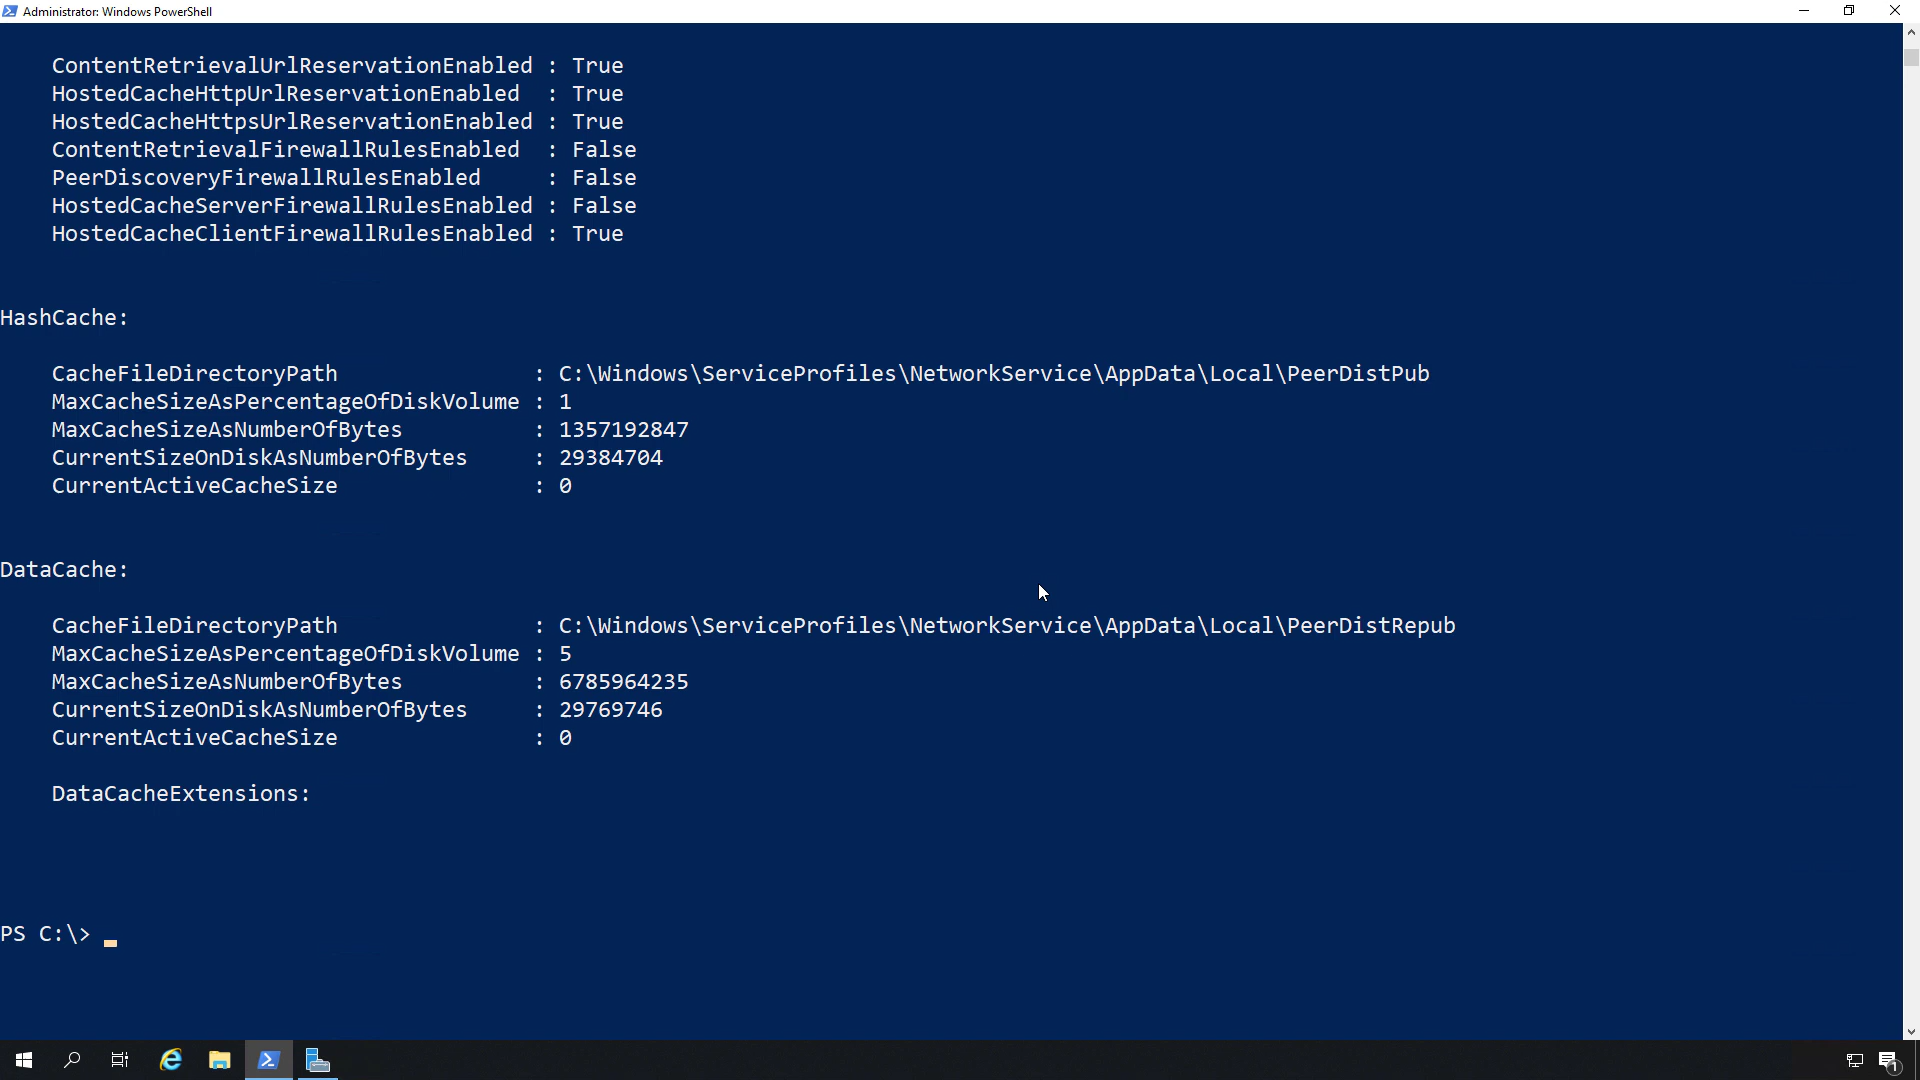 Administrator: Windows PowerShell
ContentRetrievalUrlReservationEnabled : True
HostedCacheHttpUrlReservationEnabled : True
HostedCacheHttpsUrlReservationEnabled : True
ContentRetrievalFirewallRulesEnabled : False
PeerDiscoveryFirewallRulesEnabled : False
HostedCacheServerFirewallRulesEnabled : False
HostedCacheClientFirewallRulesEnabled : True
HashCache:
CacheFileDirectoryPath : C:\Windows\ServiceProfiles\NetworkService\AppData\Local\PeerDistPub
MaxCacheSizeAsPercentageOfDiskVolume : 1
MaxCacheSizeAsNumberOfBytes : 1357192847
CurrentSizeOnDiskAsNumberOfBytes : 29384704
CurrentActiveCacheSize : 0
DataCache:
CacheFileDirectoryPath : C:\Windows\ServiceProfiles\NetworkService\AppData\Local\PeerDistRepub
MaxCacheSizeAsPercentageOfDiskVolume : 5
MaxCacheSizeAsNumberOfBytes : 6785964235
CurrentSizeOnDiskAsNumberOfBytes : 29769746
CurrentActiveCacheSize : 0
DataCacheExtensions:
PS C:\>
1